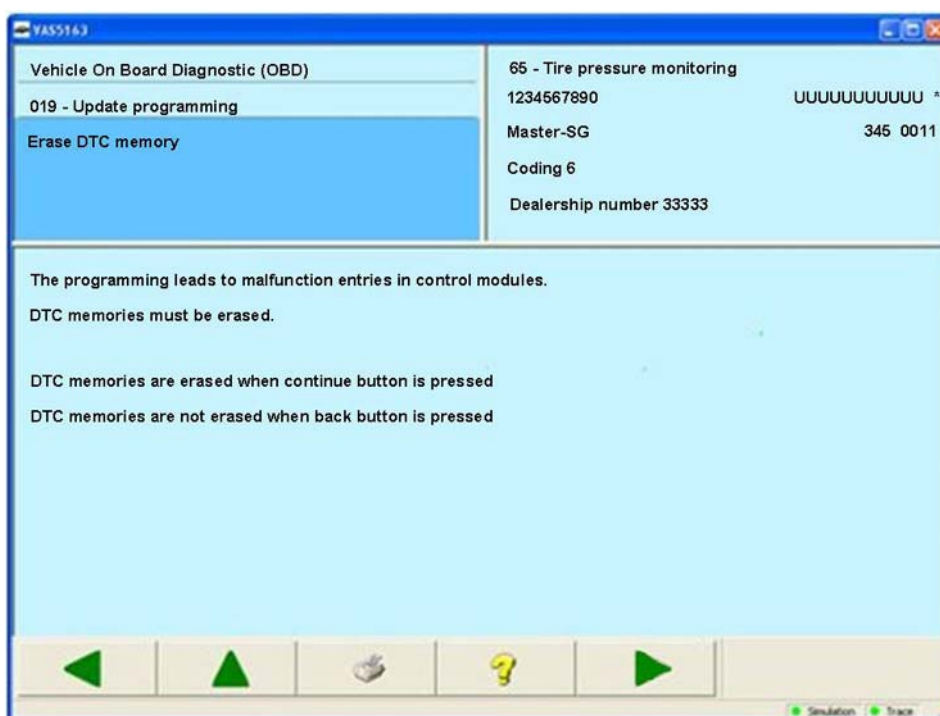 VAS5163
Vehicle On Board Diagnostic (OBD)
019 - Update programming
Erase DTC memory
65 - Tire pressure monitoring
1234567890 UUUUUUUUUUU *
Master-SG 345 0011
Coding 6
Dealership number 33333
The programming leads to malfunction entries in control modules.
DTC memories must be erased.
DTC memories are erased when continue button is pressed
DTC memories are not erased when back button is pressed
?
Simulation Trace